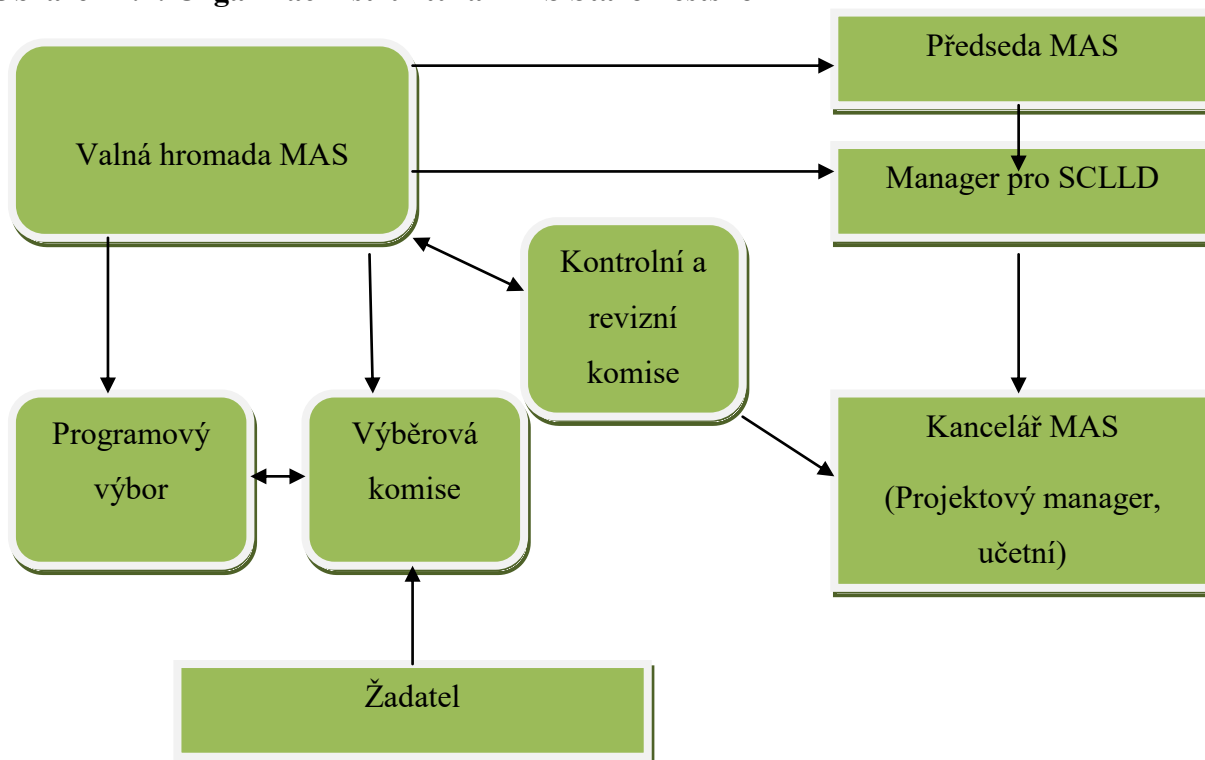 Předseda MAS
Valná hromada MAS
Manager pro SCLLD
Kontrolní a
revizní
komise
Programový
výbor
Výběrová
komise
Kancelář MAS
(Projektový manager,
učetní)
Žadatel